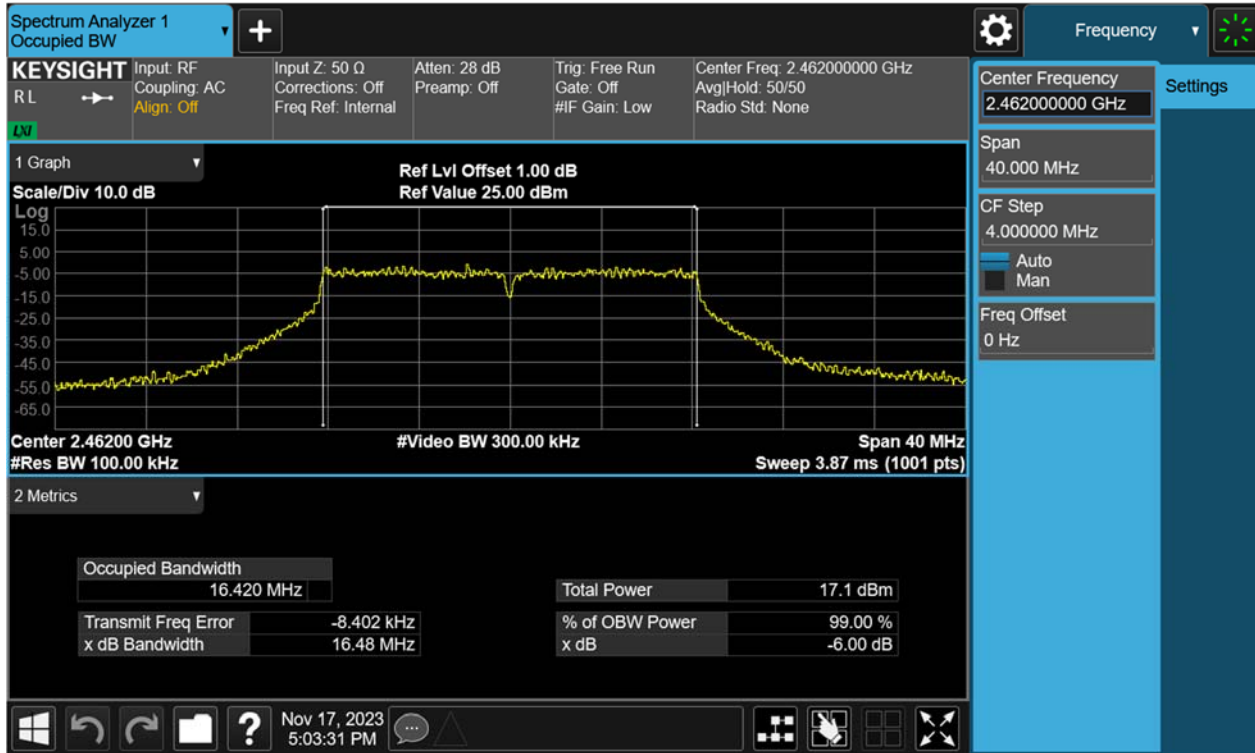 Spectrum Analyzer 1
Occupied BW
+
Frequency
KEYSIGHT
RL
LXI
Input: RF
Coupling: AC
Align: Off
Input Z: 50 Ω
Corrections: Off
Freq Ref: Internal
Atten: 28 dB
Preamp: Off
Trig: Free Run
Gate: Off
#IF Gain: Low
Center Freq: 2.462000000 GHz
Avg|Hold: 50/50
Radio Std: None
Center Frequency
2.462000000 GHz
Settings
Span
40.000 MHz
CF Step
4.000000 MHz
Auto
Man
Freq Offset
0 Hz
1 Graph
Scale/Div 10.0 dB
Ref Lvl Offset 1.00 dB
Ref Value 25.00 dBm
Log
15.0
5.00
-5.00
-15.0
-25.0
-35.0
-45.0
-55.0
-65.0
Center 2.46200 GHz
#Video BW 300.00 kHz
Span 40 MHz
#Res BW 100.00 kHz
Sweep 3.87 ms (1001 pts)
2 Metrics
Occupied Bandwidth
16.420 MHz
Total Power 17.1 dBm
Transmit Freq Error -8.402 kHz
% of OBW Power 99.00 %
x dB Bandwidth 16.48 MHz
x dB -6.00 dB
?
Nov 17, 2023
5:03:31 PM